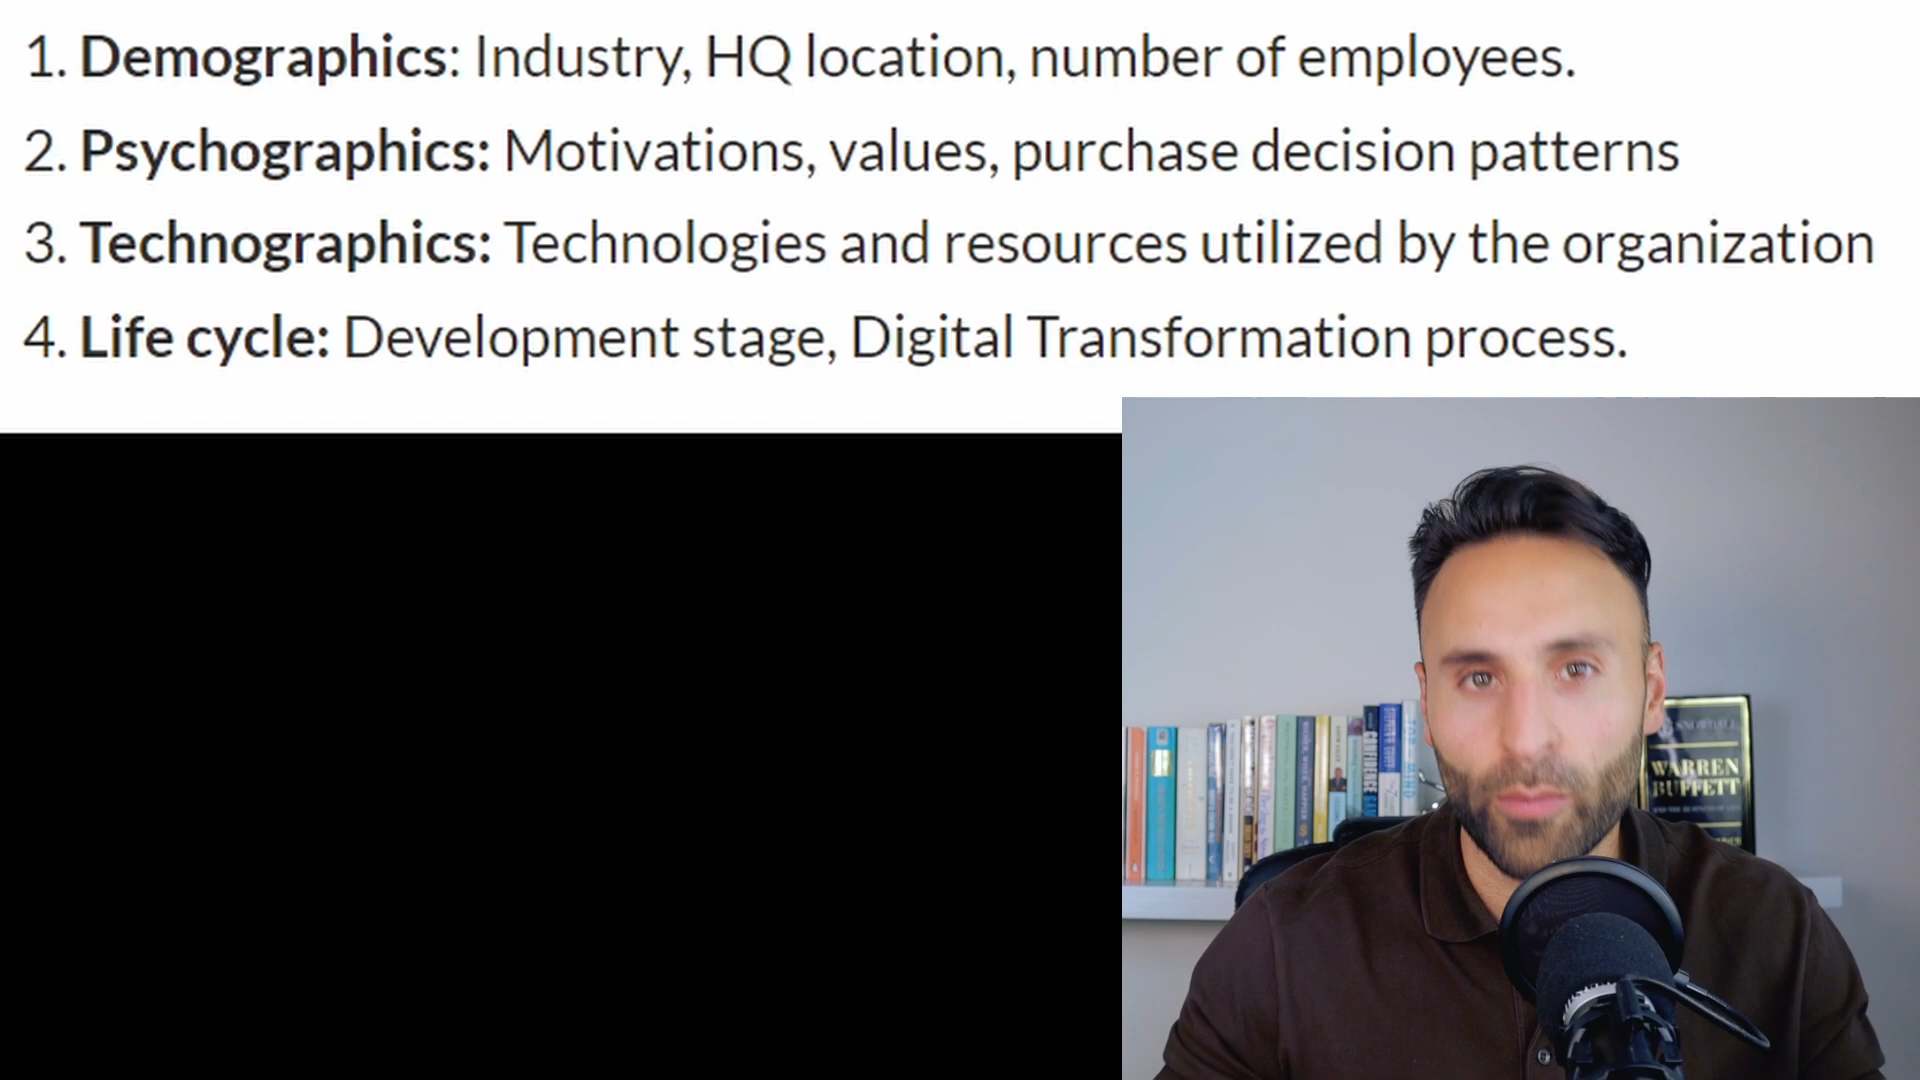 1. Demographics: Industry, HQ location, number of employees.
2. Psychographics: Motivations, values, purchase decision patterns
3. Technographics: Technologies and resources utilized by the organization
4. Life cycle: Development stage, Digital Transformation process.
WARREN
BUFFETT